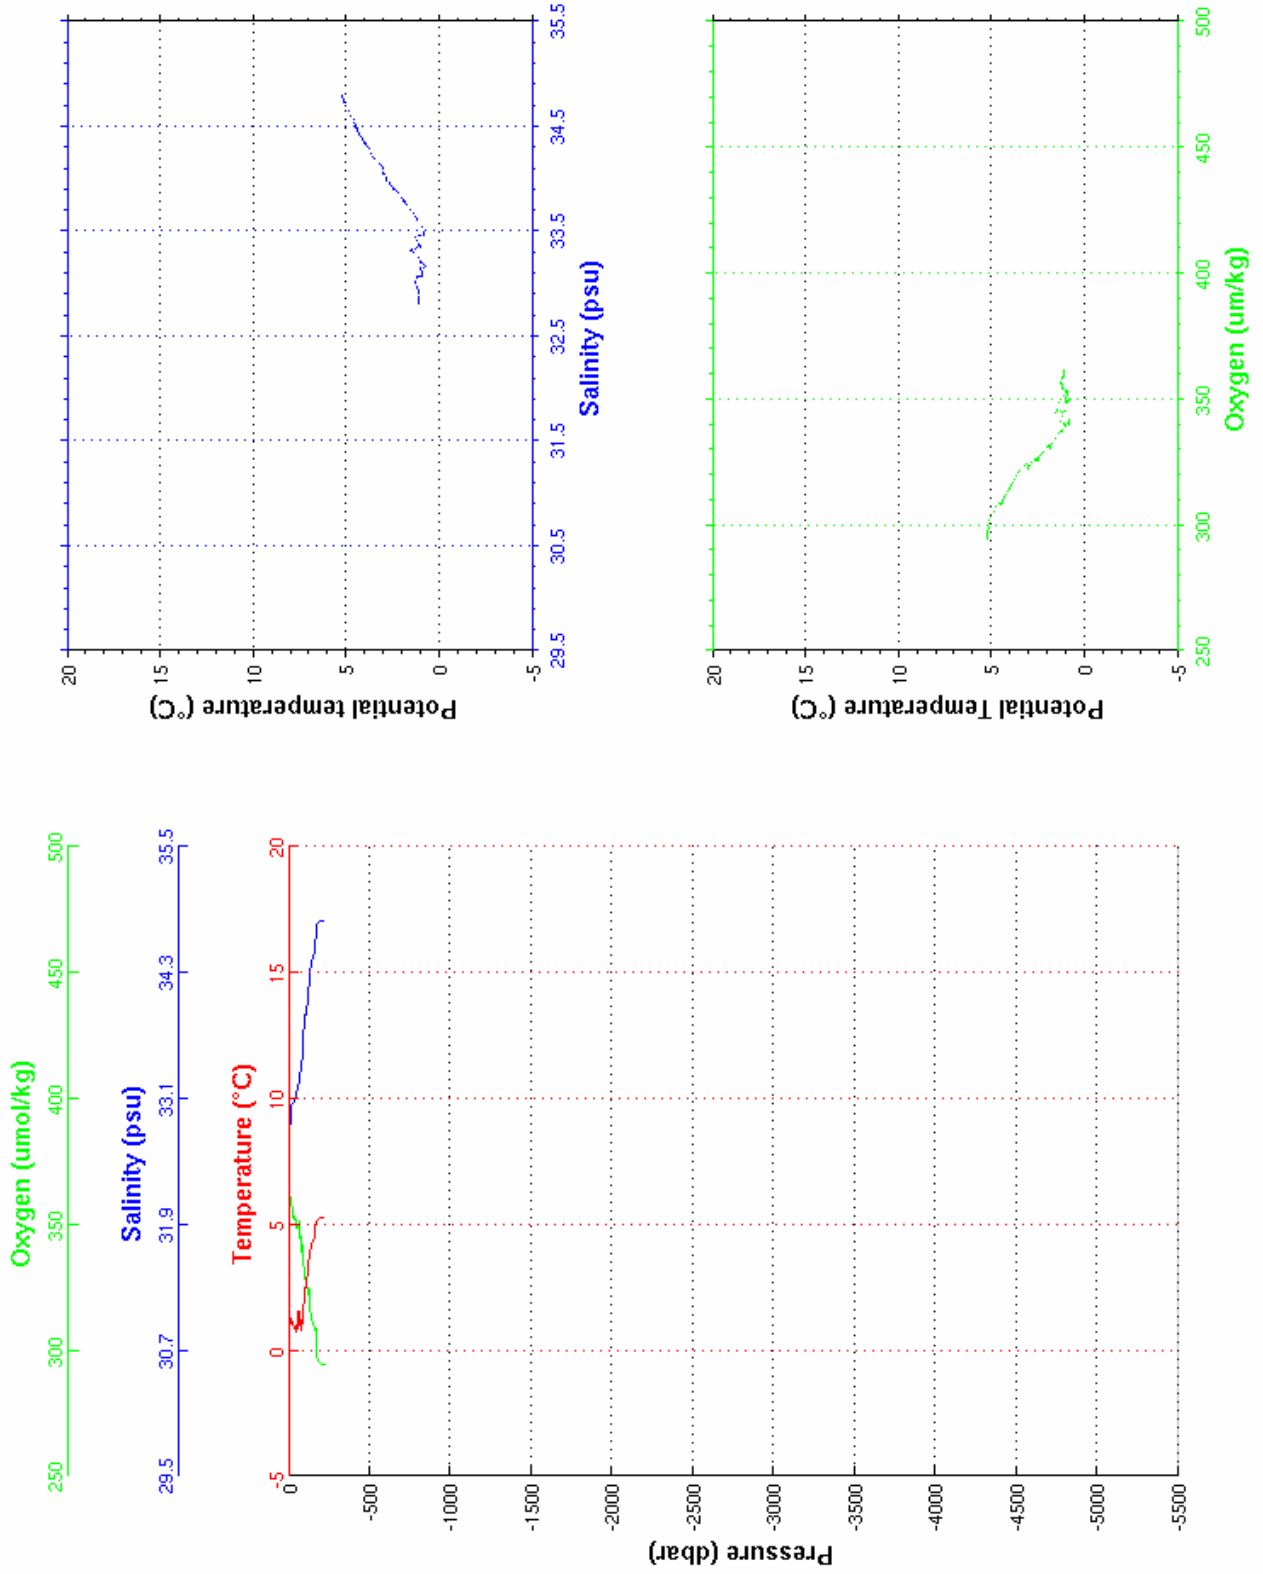 Oxygen (umol/kg)
250 300 350 400 450 500
Salinity (psu)
29.5 30.7 31.9 33.1 34.3 35.5
Temperature (°C)
-5 0 5 10 15 20
0
-500
-1000
-1500
-2000
-2500
-3000
-3500
-4000
-4500
-5000
-5500
Pressure (dbar)
20
15
10
5
0
-5
Potential temperature (°C)
29.5 30.5 31.5 32.5 33.5 34.5 35.5
Salinity (psu)
20
15
10
5
0
-5
Potential Temperature (°C)
250 300 350 400 450 500
Oxygen (um/kg)